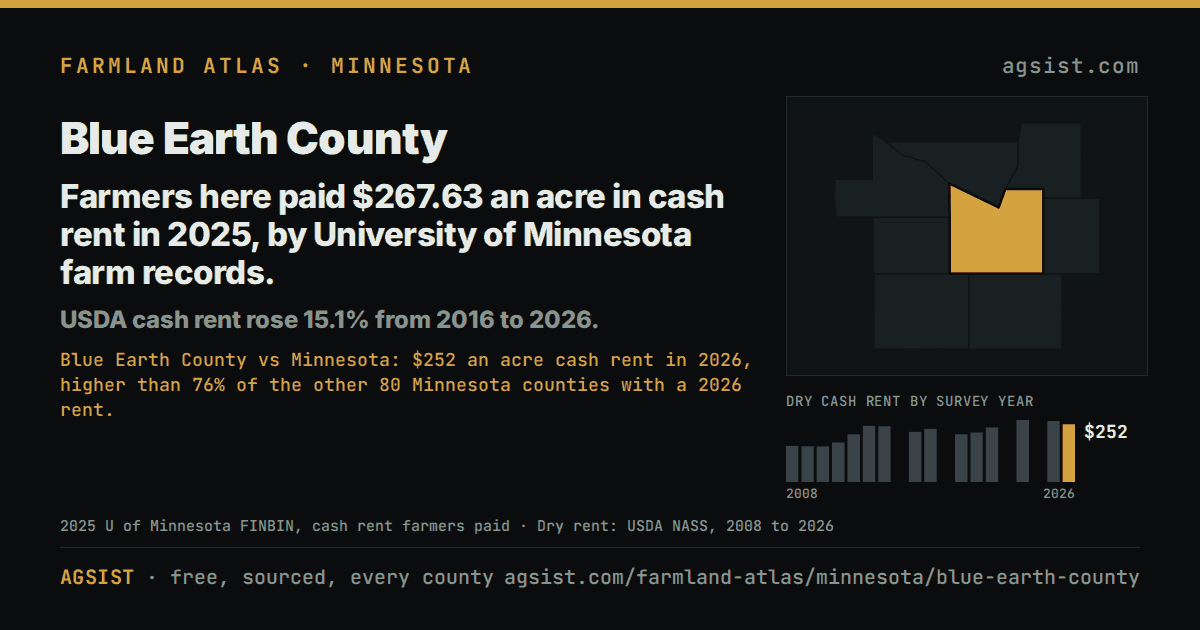 FARMLAND ATLAS · MINNESOTA
agsist.com
Blue Earth County
Farmers here paid $267.63 an acre in cash
rent in 2025, by University of Minnesota
farm records.
USDA cash rent rose 15.1% from 2016 to 2026.
Blue Earth County vs Minnesota: $252 an acre cash rent in 2026,
higher than 76% of the other 80 Minnesota counties with a 2026
rent.
DRY CASH RENT BY SURVEY YEAR
$252
2008
2026
2025 U of Minnesota FINBIN, cash rent farmers paid · Dry rent: USDA NASS, 2008 to 2026
AGSIST · free, sourced, every county
agsist.com/farmland-atlas/minnesota/blue-earth-county